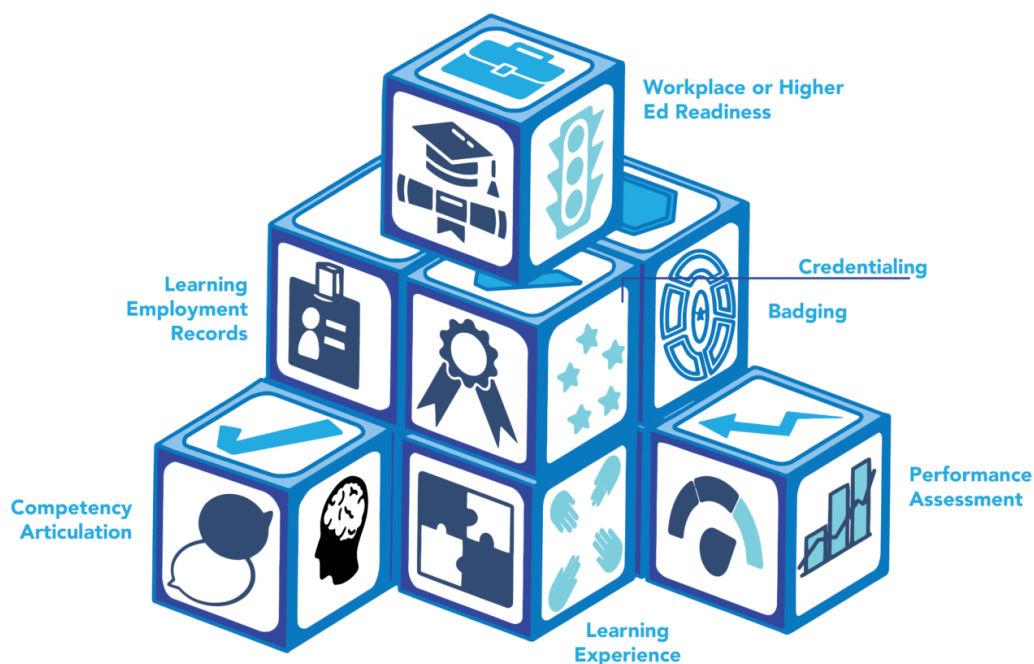 Workplace or Higher
Ed Readiness
Learning
Employment
Records
Credentialing
Badging
Competency
Articulation
Performance
Assessment
Learning
Experience